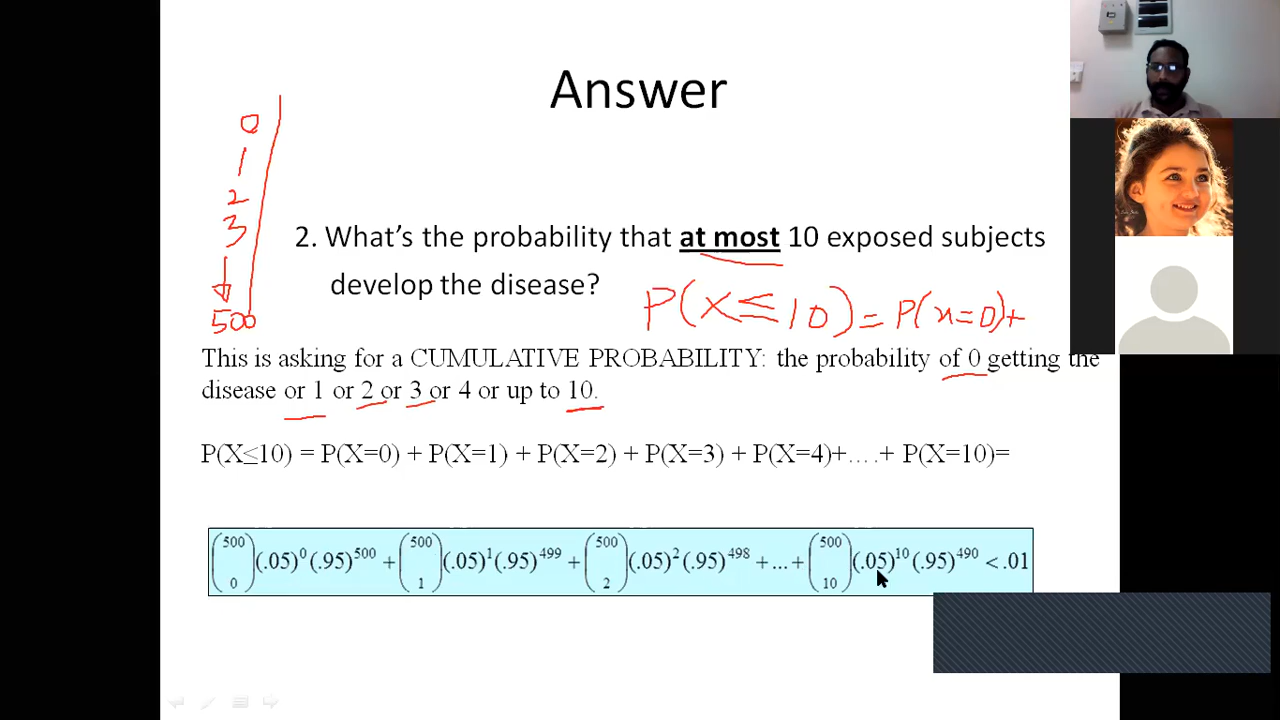 Answer
0
1
2
3
500
2. What's the probability that at most 10 exposed subjects
develop the disease?
P(X≤10) = P(x=0)+
This is asking for a CUMULATIVE PROBABILITY: the probability of 0 getting the
disease or 1 or 2 or 3 or 4 or up to 10.
P(X≤10) = P(X=0) + P(X=1) + P(X=2) + P(X=3) + P(X=4)+….+ P(X=10)=
(500 0)(.05)⁰(.95)⁵⁰⁰ + (500 1)(.05)¹(.95)⁴⁹⁹ + (500 2)(.05)²(.95)⁴⁹⁸ + ... + (500 10)(.05)¹⁰(.95)⁴⁹⁰ < .01